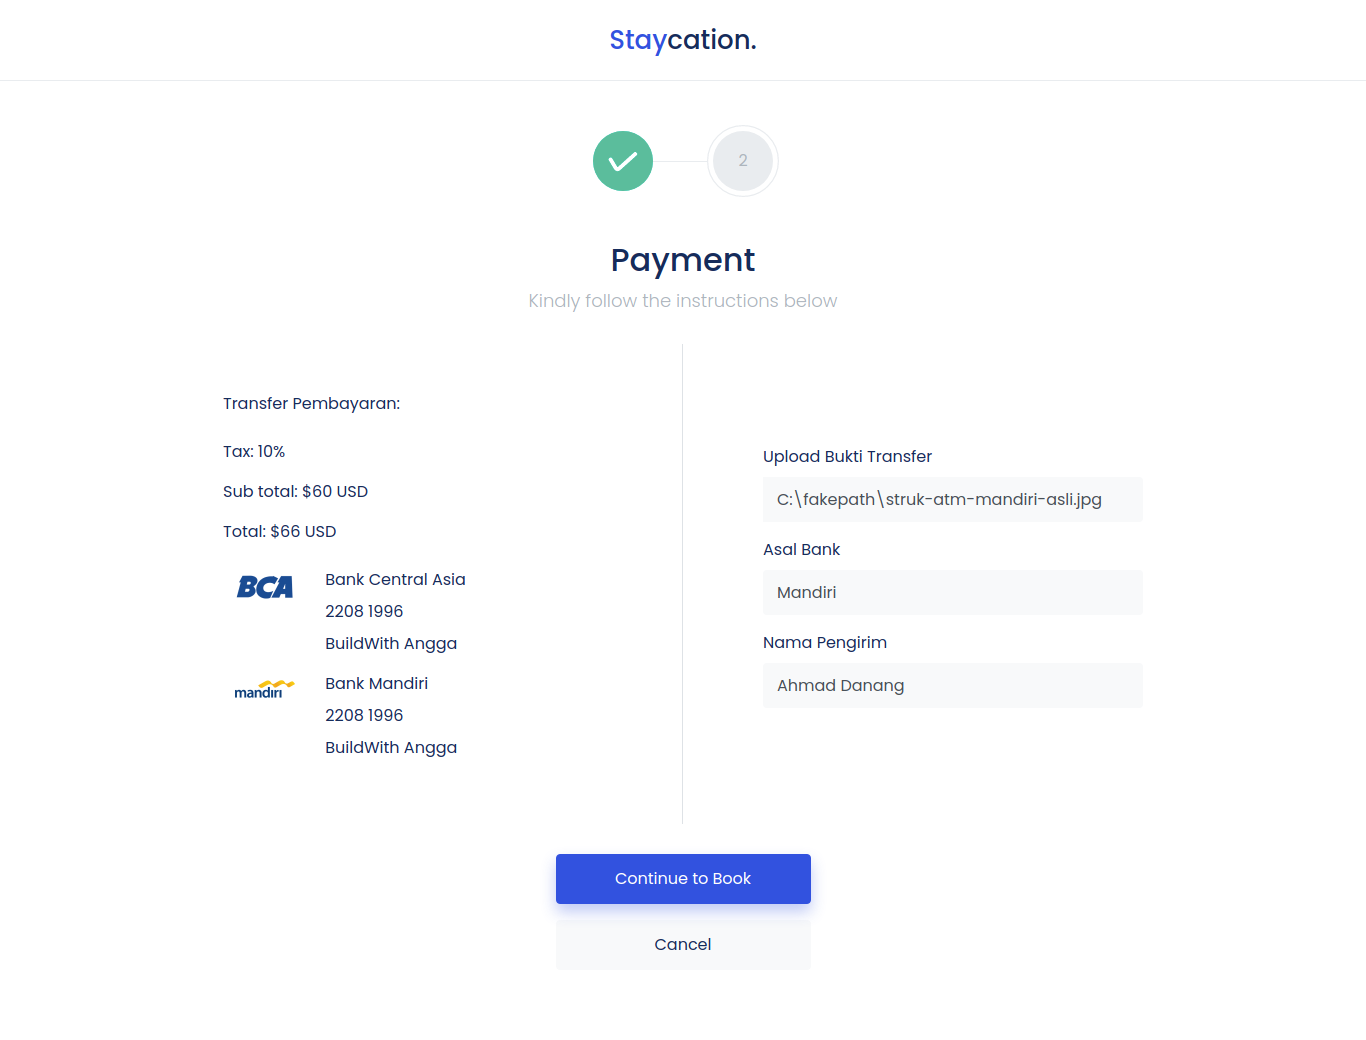 Staycation.
2
Payment
Kindly follow the instructions below
Transfer Pembayaran:
Tax: 10%
Sub total: $60 USD
Total: $66 USD
BCA
Bank Central Asia
2208 1996
BuildWith Angga
mandiri
Bank Mandiri
2208 1996
BuildWith Angga
Upload Bukti Transfer
C:\fakepath\struk-atm-mandiri-asli.jpg
Asal Bank
Mandiri
Nama Pengirim
Ahmad Danang
Continue to Book
Cancel